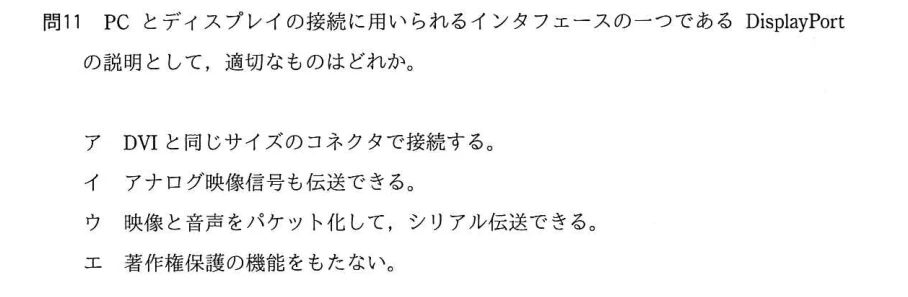 問11 PC とディスプレイの接続に用いられるインタフェースの一つである DisplayPort
の説明として，適切なものはどれか。
ア DVI と同じサイズのコネクタで接続する。
イ アナログ映像信号も伝送できる。
ウ 映像と音声をパケット化して，シリアル伝送できる。
エ 著作権保護の機能をもたない。